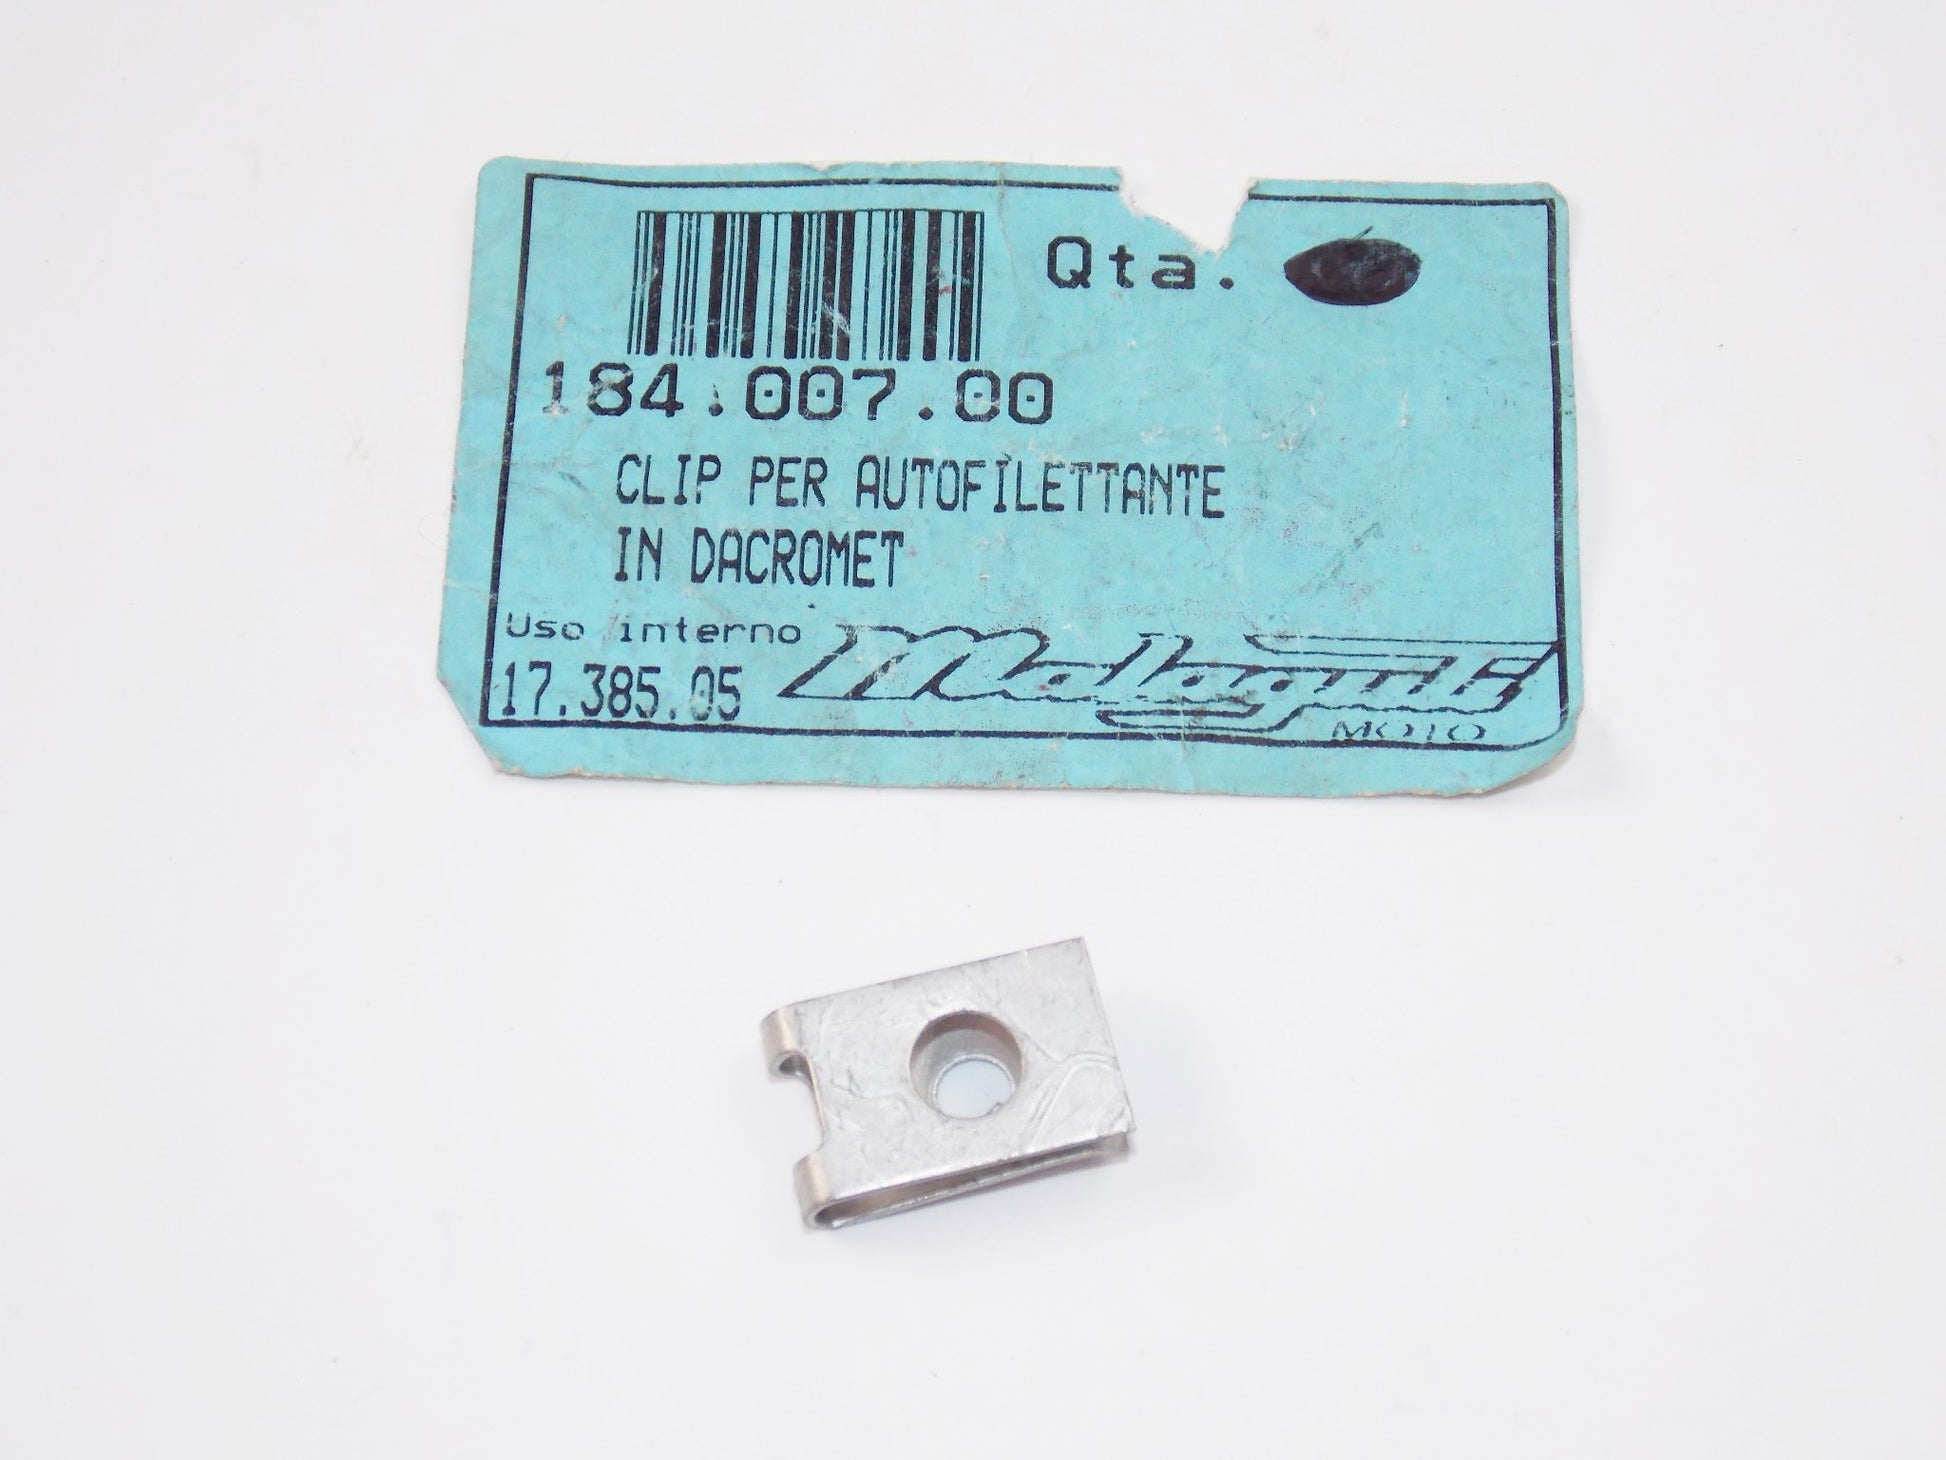 Qta.
184.007.00
CLIP PER AUTOFILETTANTE
IN DACROMET
Uso interno
17.385.05
Malaguti
MOTO